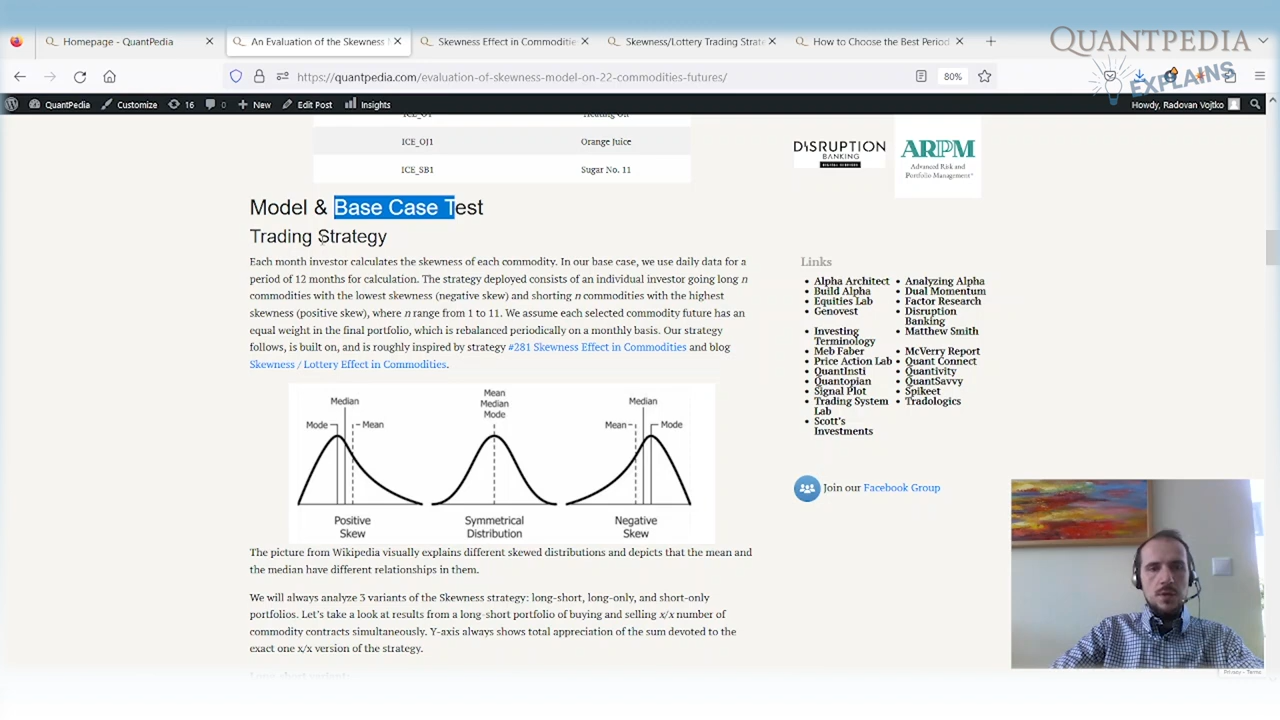 Homepage - QuantPedia
An Evaluation of the Skewness
Skewness Effect in Commoditie
Skewness/Lottery Trading Strate
How to Choose the Best Period
QUANTPEDIA
EXPLAINS
https://quantpedia.com/evaluation-of-skewness-model-on-22-commodities-futures/
80%
QuantPedia
Customize
16
0
New
Edit Post
Insights
Howdy, Radovan Vojtko
ICE_OJ1
Orange Juice
ICE_SB1
Sugar No. 11
DISRUPTION
BANKING
ARPM
Advanced Risk and
Portfolio Management
Model & Base Case Test
Trading Strategy
Each month investor calculates the skewness of each commodity. In our base case, we use daily data for a
period of 12 months for calculation. The strategy deployed consists of an individual investor going long n
commodities with the lowest skewness (negative skew) and shorting n commodities with the highest
skewness (positive skew), where n range from 1 to 11. We assume each selected commodity future has an
equal weight in the final portfolio, which is rebalanced periodically on a monthly basis. Our strategy
follows, is built on, and is roughly inspired by strategy #281 Skewness Effect in Commodities and blog
Skewness / Lottery Effect in Commodities.
Mean
Median
Mode
Median
Mode
Mean
Median
Mean
Mode
Positive
Skew
Symmetrical
Distribution
Negative
Skew
The picture from Wikipedia visually explains different skewed distributions and depicts that the mean and
the median have different relationships in them.
We will always analyze 3 variants of the Skewness strategy: long-short, long-only, and short-only
portfolios. Let's take a look at results from a long-short portfolio of buying and selling x/x number of
commodity contracts simultaneously. Y-axis always shows total appreciation of the sum devoted to the
exact one x/x version of the strategy.
Links
Alpha Architect
Build Alpha
Equities Lab
Genovest
Investing
Terminology
Meb Faber
Price Action Lab
QuantInsti
Quantopian
Signal Plot
Trading System
Lab
Scott's
Investments
Analyzing Alpha
Dual Momentum
Factor Research
Disruption
Banking
Matthew Smith
McVerry Report
Quant Connect
Quantivity
QuantSavvy
Spikeet
Tradologics
Join our Facebook Group
Privacy - Terms